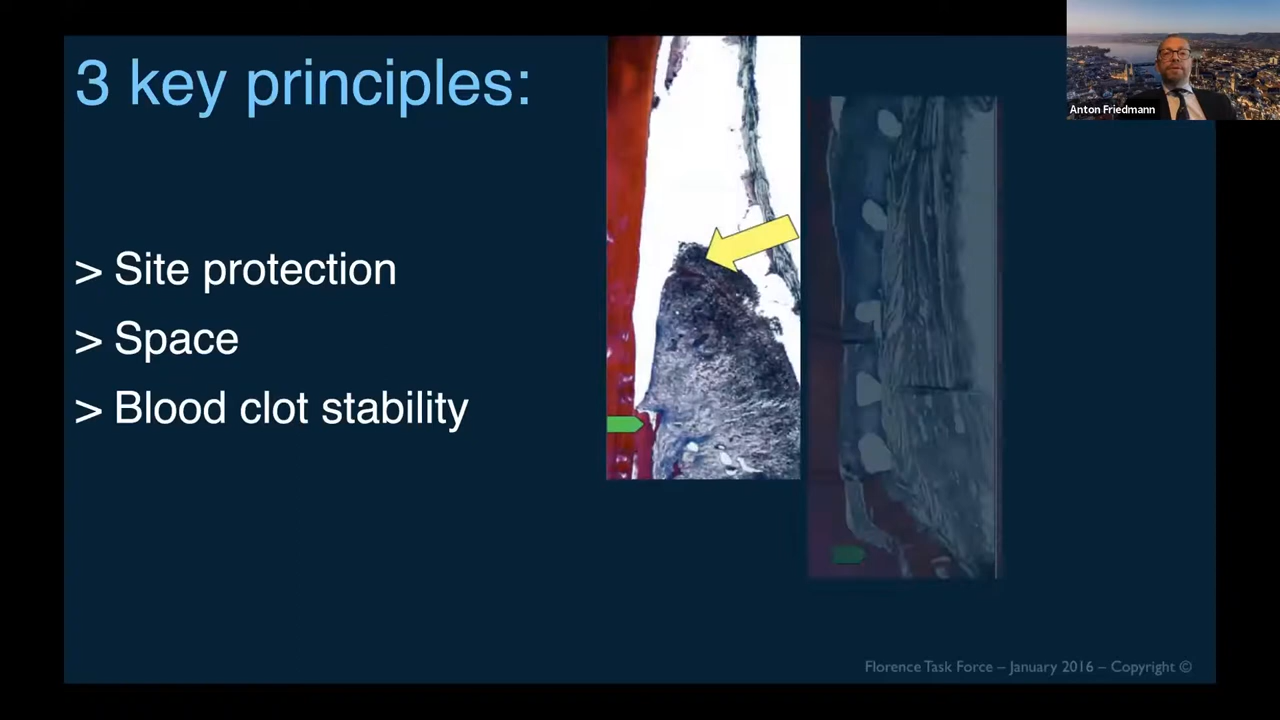 3 key principles:
Anton Friedmann
> Site protection
> Space
> Blood clot stability
Florence Task Force – January 2016 – Copyright ©